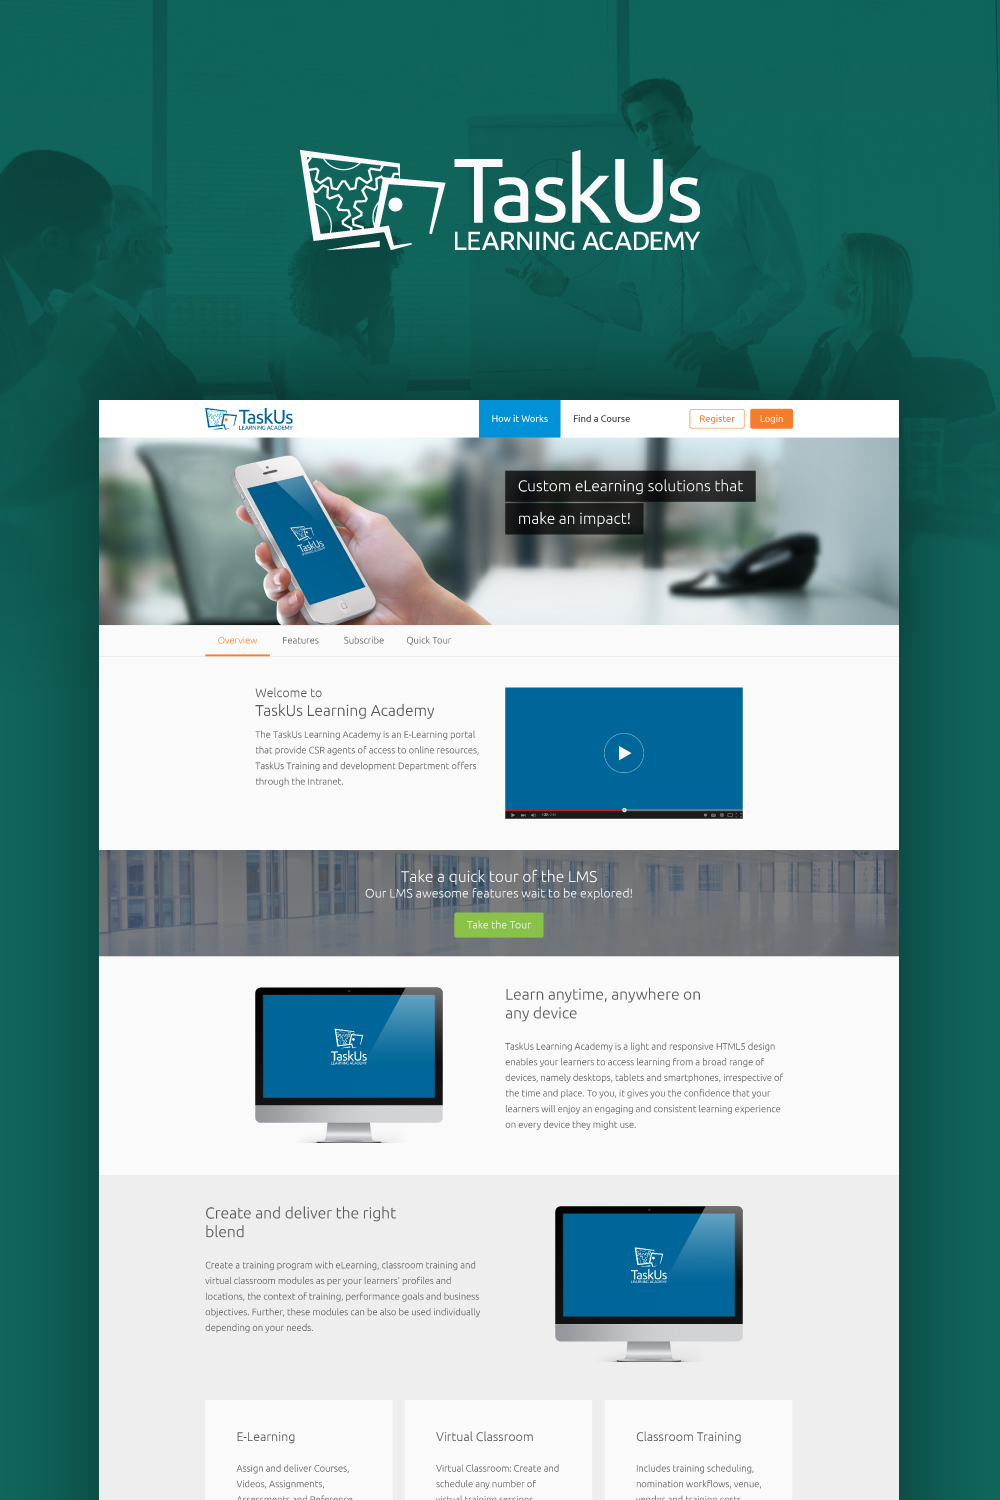 TaskUs
LEARNING ACADEMY
TaskUs
LEARNING ACADEMY
How it Works
Find a Course
Register
Login
Custom eLearning solutions that
make an impact!
TaskUs
Overview
Features
Subscribe
Quick Tour
Welcome to
TaskUs Learning Academy
The TaskUs Learning Academy is an E-Learning portal
that provide CSR agents of access to online resources,
TaskUs Training and development Department offers
through the Intranet.
Take a quick tour of the LMS
Our LMS awesome features wait to be explored!
Take the Tour
TaskUs
LEARNING ACADEMY
Learn anytime, anywhere on
any device
TaskUs Learning Academy is a light and responsive HTML5 design
enables your learners to access learning from a broad range of
devices, namely desktops, tablets and smartphones, irrespective of
the time and place. To you, it gives you the confidence that your
learners will enjoy an engaging and consistent learning experience
on every device they might use.
Create and deliver the right
blend
Create a training program with eLearning, classroom training and
virtual classroom modules as per your learners' profiles and
locations, the context of training, performance goals and business
objectives. Further, these modules can be also be used individually
depending on your needs.
TaskUs
LEARNING ACADEMY
E-Learning
Assign and deliver Courses,
Videos, Assignments,
Assessments and Reference
Virtual Classroom
Virtual Classroom: Create and
schedule any number of
virtual training sessions
Classroom Training
Includes training scheduling,
nomination workflows, venue,
vendor and training costs